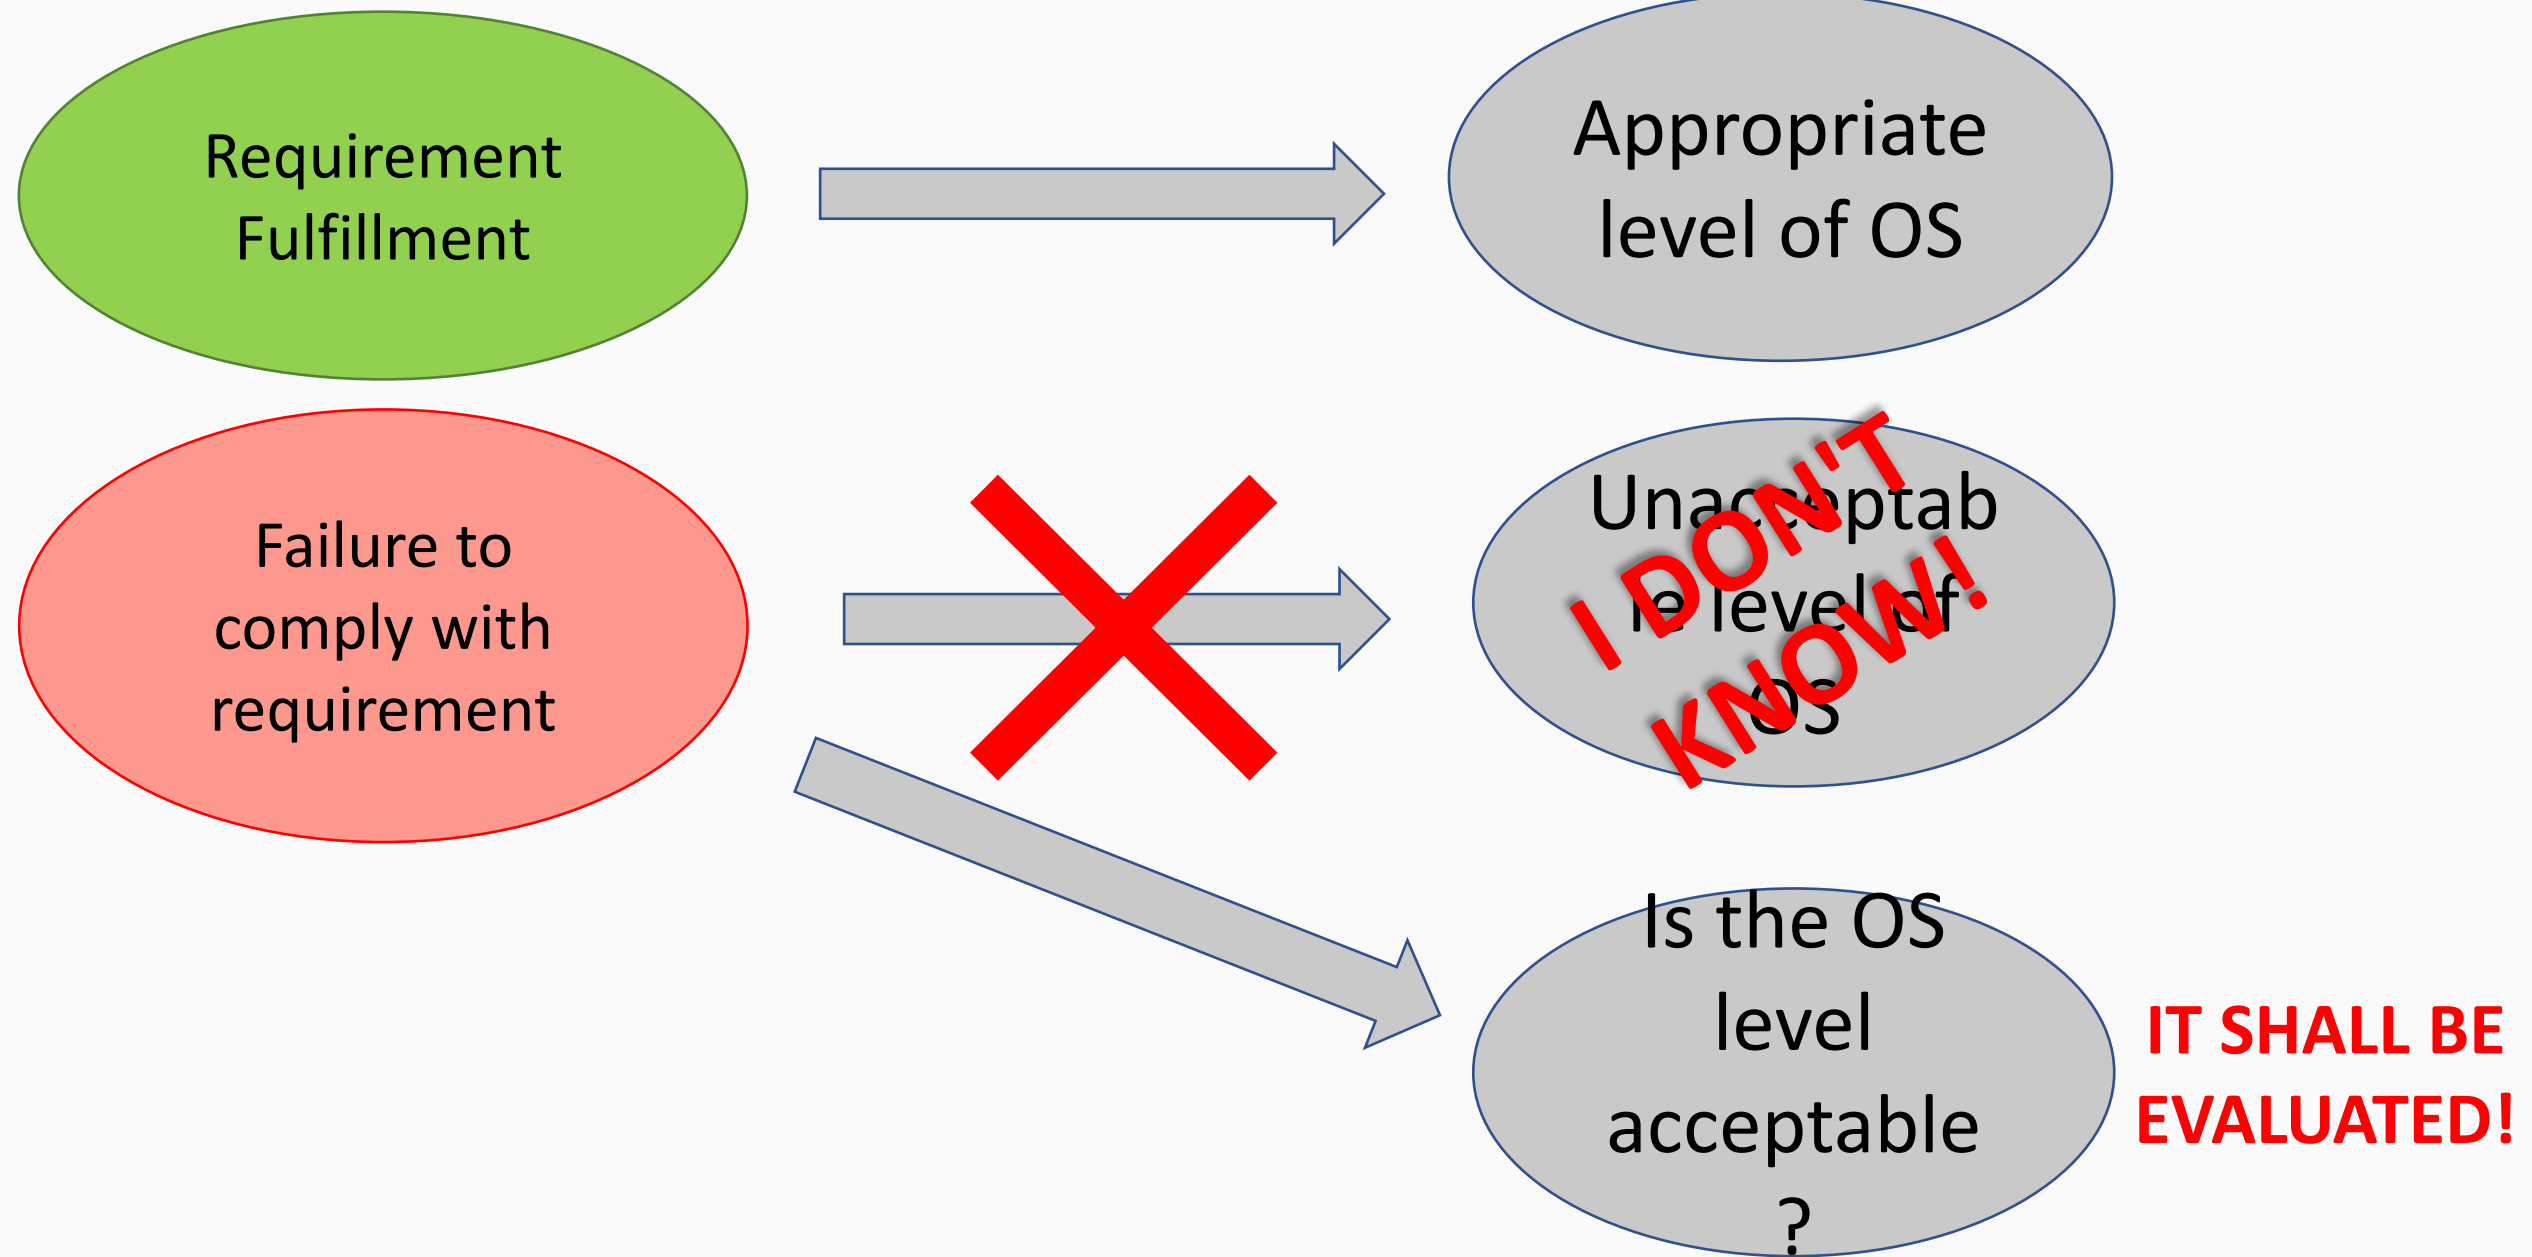 Requirement
Fulfillment
Appropriate
level of OS
Failure to
comply with
requirement
Unacceptab
le level of
OS
I DON'T
KNOW!
Is the OS
level
acceptable
?
IT SHALL BE
EVALUATED!